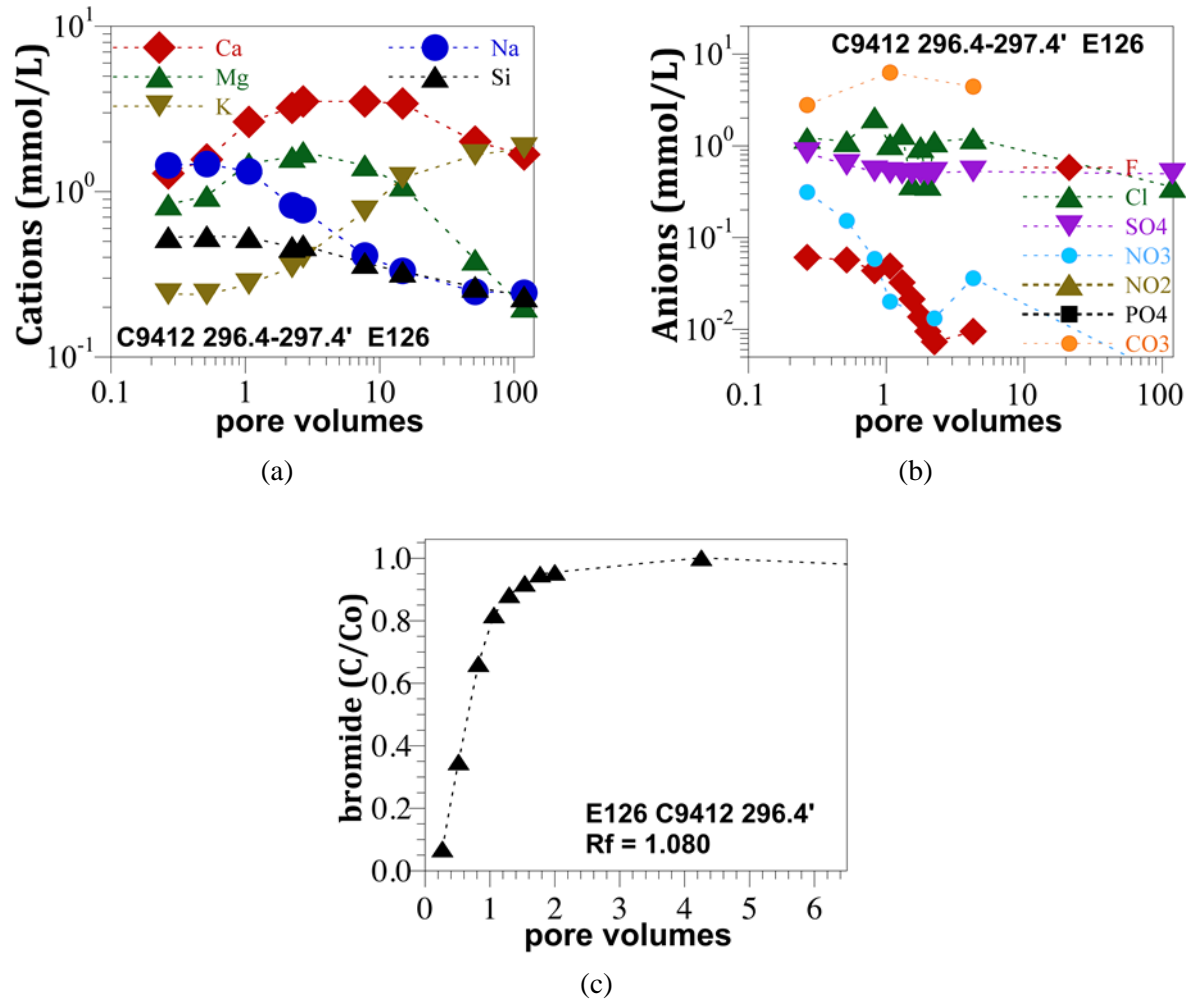 10¹
Ca
Na
Mg
Si
K
10⁰
10⁻¹
Cations (mmol/L)
C9412 296.4-297.4' E126
0.1 1 10 100
pore volumes
(a)
C9412 296.4-297.4' E126
10¹
10⁰
10⁻¹
10⁻²
Anions (mmol/L)
F
Cl
SO4
NO3
NO2
PO4
CO3
0.1 1 10 100
pore volumes
(b)
1.0
0.8
0.6
0.4
0.2
0.0
bromide (C/Co)
E126 C9412 296.4'
Rf = 1.080
0 1 2 3 4 5 6
pore volumes
(c)